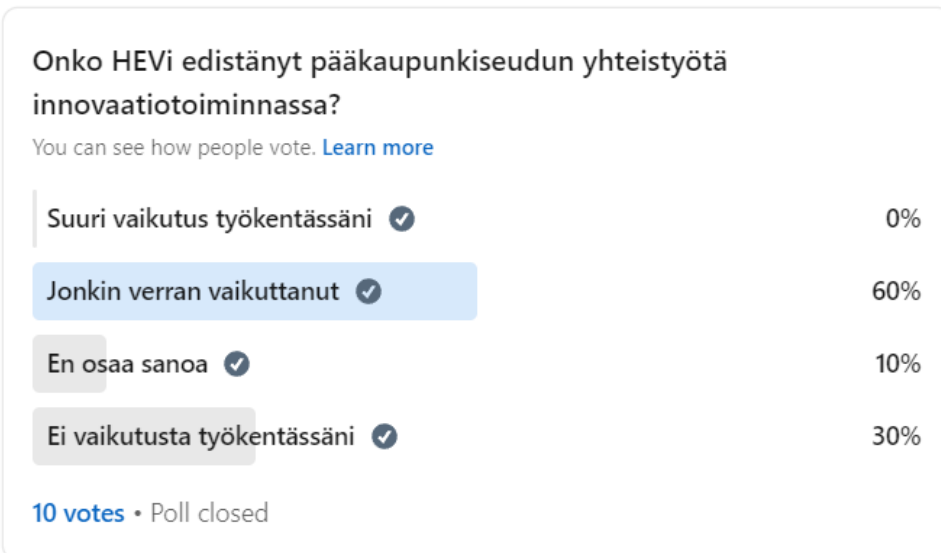 Onko HEVi edistänyt pääkaupunkiseudun yhteistyötä
innovaatiotoiminnassa?
You can see how people vote. Learn more
Suuri vaikutus työkentässäni 0%
Jonkin verran vaikuttanut 60%
En osaa sanoa 10%
Ei vaikutusta työkentässäni 30%
10 votes • Poll closed